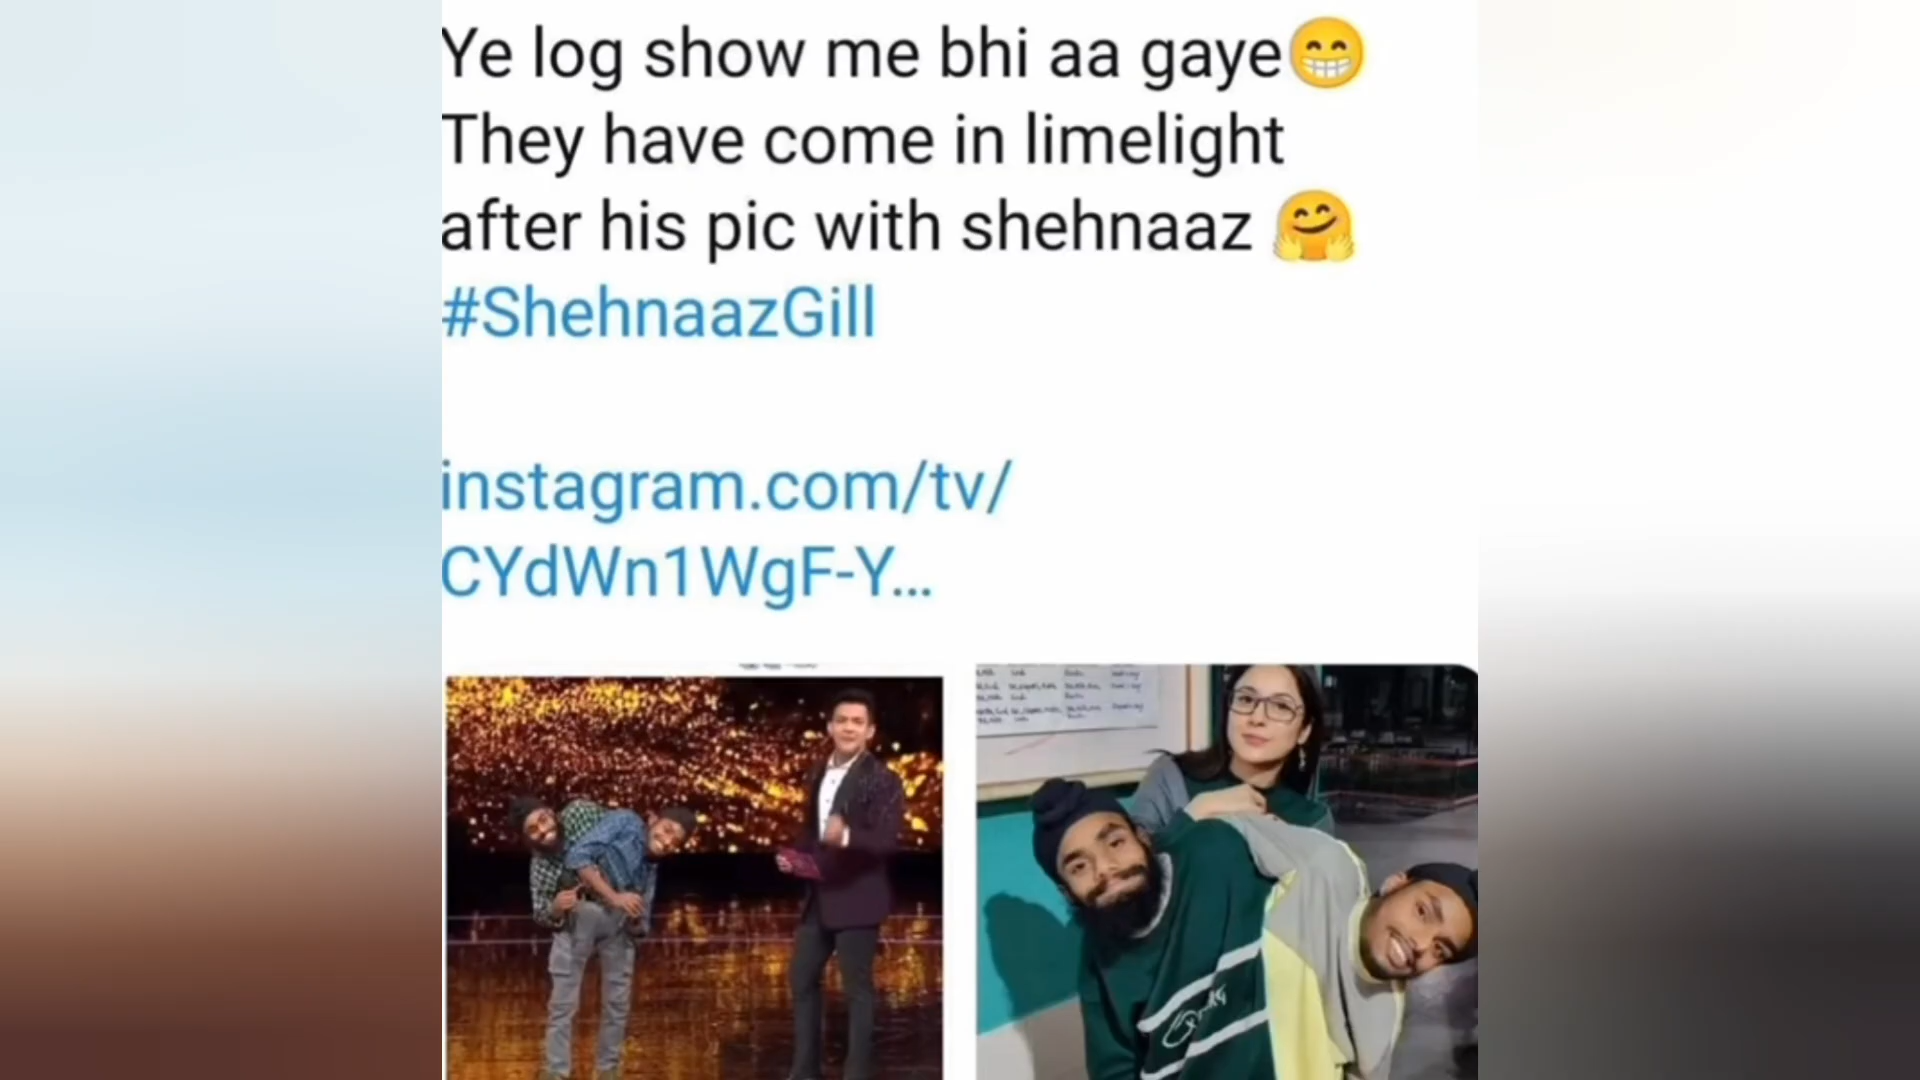 Ye log show me bhi aa gaye😁
They have come in limelight
after his pic with shehnaaz 🤗
#ShehnaazGill
instagram.com/tv/
CYdWn1WgF-Y...